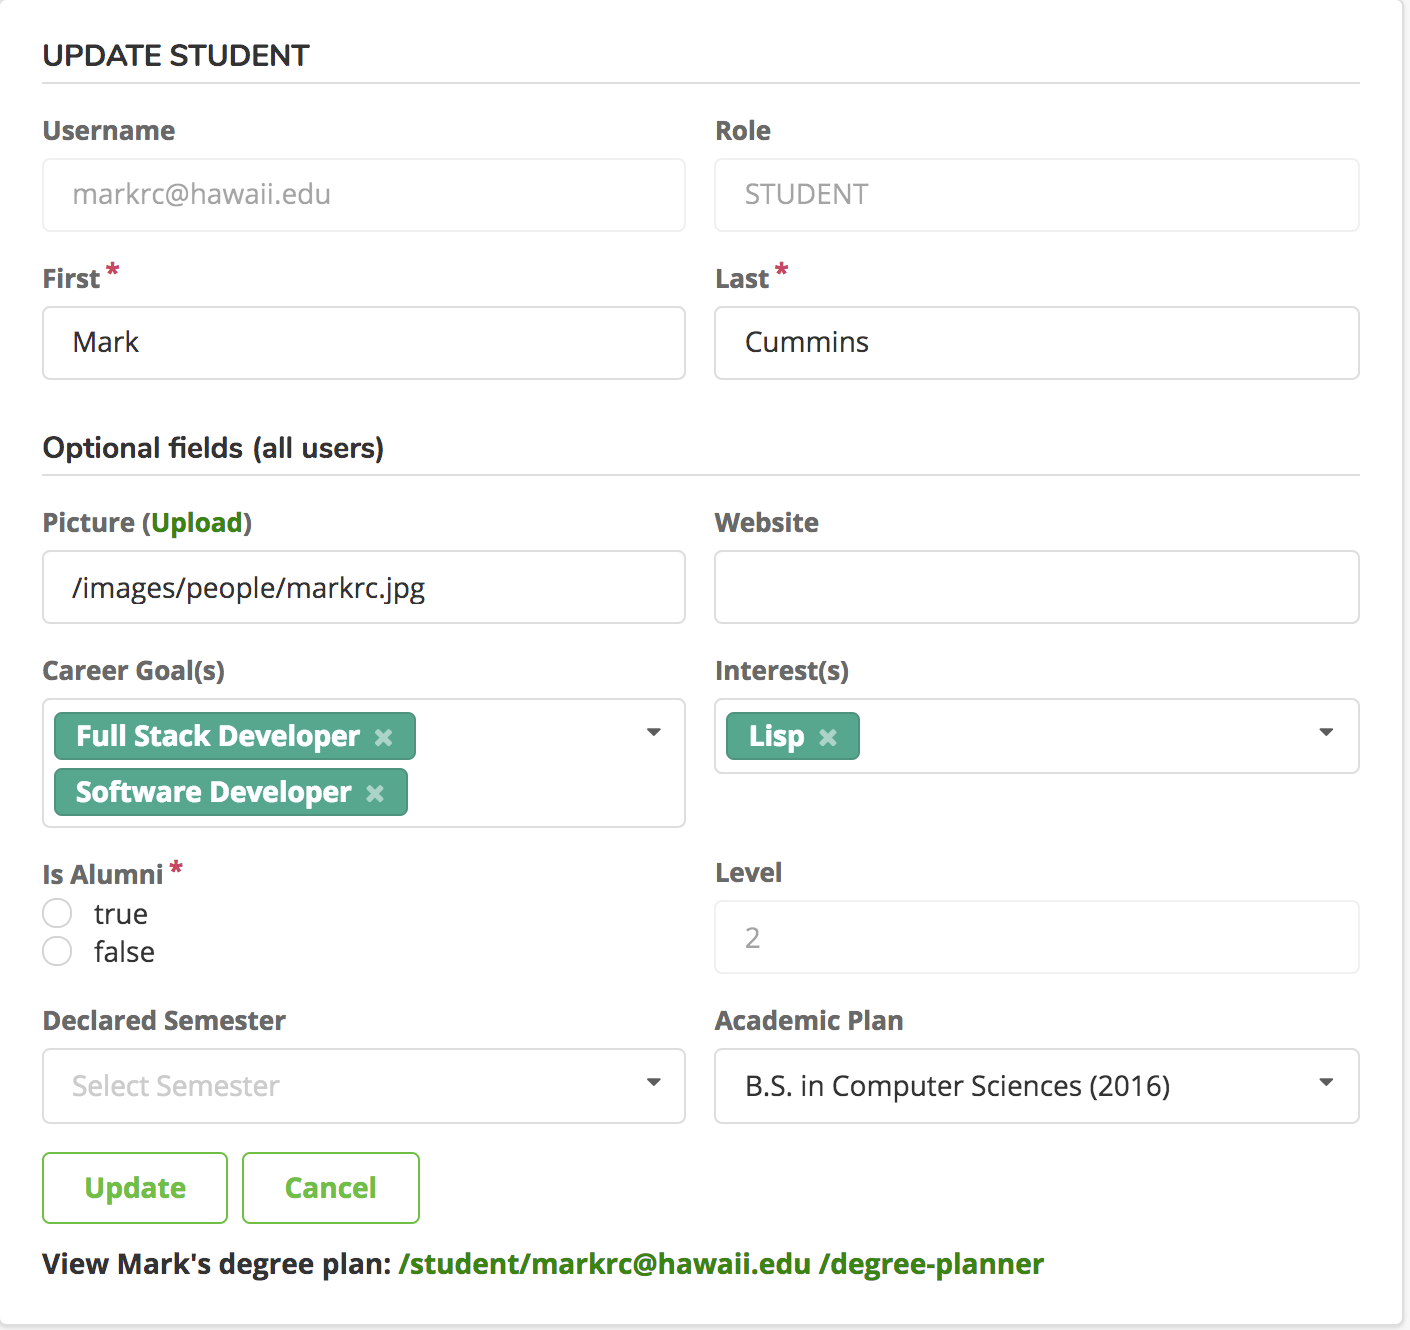 UPDATE STUDENT
Username
Role
markrc@hawaii.edu
STUDENT
First *
Last *
Mark
Cummins
Optional fields (all users)
Picture (Upload)
Website
/images/people/markrc.jpg
Career Goal(s)
Interest(s)
Full Stack Developer ×
Software Developer ×
Lisp ×
Is Alumni *
true
false
Level
2
Declared Semester
Academic Plan
Select Semester
B.S. in Computer Sciences (2016)
Update
Cancel
View Mark's degree plan: /student/markrc@hawaii.edu /degree-planner